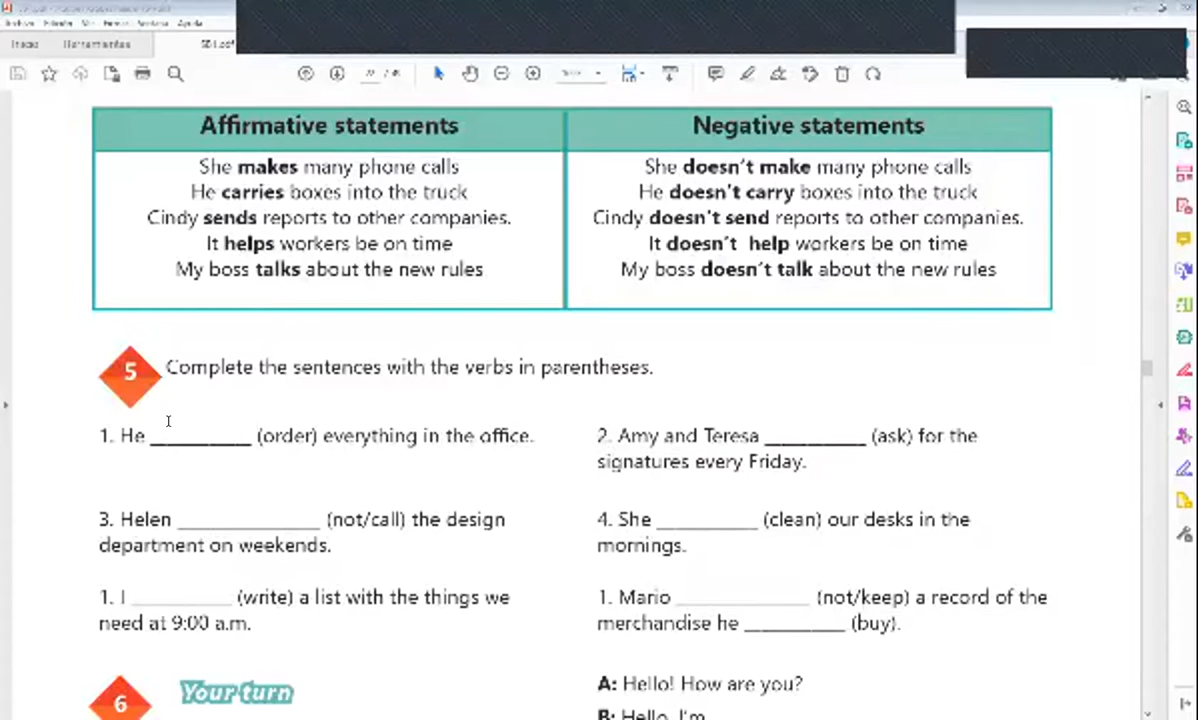 Inicio Herramientas
Affirmative statements
She makes many phone calls
He carries boxes into the truck
Cindy sends reports to other companies.
It helps workers be on time
My boss talks about the new rules
Negative statements
She doesn't make many phone calls
He doesn't carry boxes into the truck
Cindy doesn't send reports to other companies.
It doesn't help workers be on time
My boss doesn't talk about the new rules
5 Complete the sentences with the verbs in parentheses.
1. He __________ (order) everything in the office.
2. Amy and Teresa __________ (ask) for the
signatures every Friday.
3. Helen ______________ (not/call) the design
department on weekends.
4. She __________ (clean) our desks in the
mornings.
1. I __________ (write) a list with the things we
need at 9:00 a.m.
1. Mario _____________ (not/keep) a record of the
merchandise he __________ (buy).
6 Your turn
A: Hello! How are you?
B: Hello, I'm